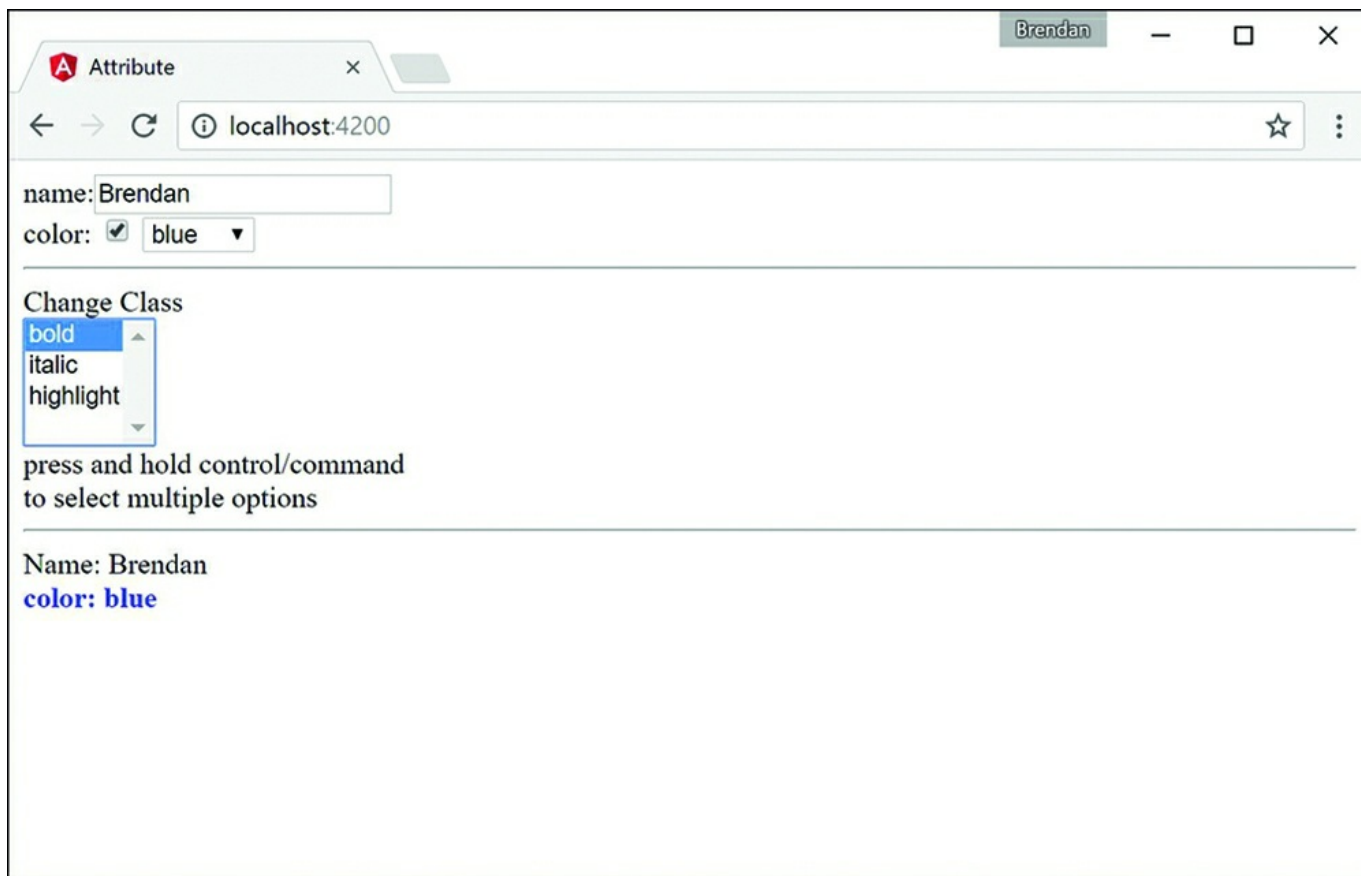 Brendan
Attribute
localhost:4200
name: Brendan
color: blue
Change Class
bold
italic
highlight
press and hold control/command
to select multiple options
Name: Brendan
color: blue